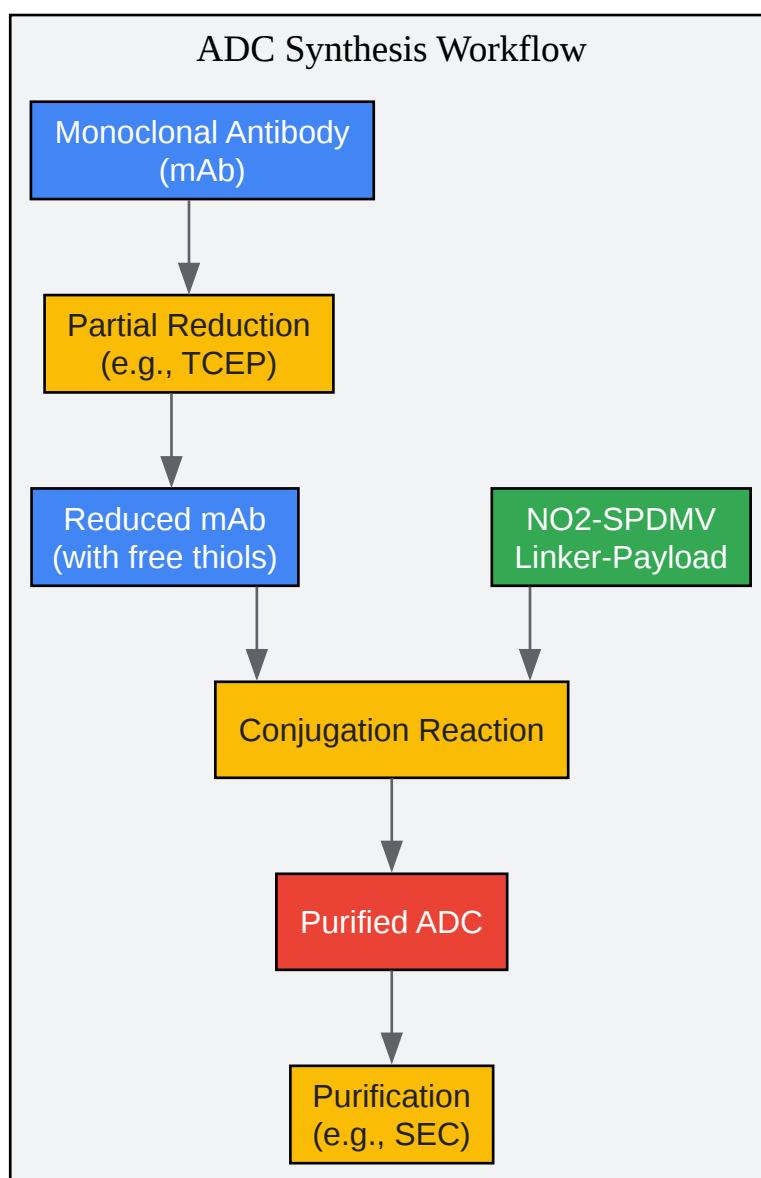 ADC Synthesis Workflow
Monoclonal Antibody
(mAb)
Partial Reduction
(e.g., TCEP)
Reduced mAb
(with free thiols)
NO2-SPDMV
Linker-Payload
Conjugation Reaction
Purified ADC
Purification
(e.g., SEC)